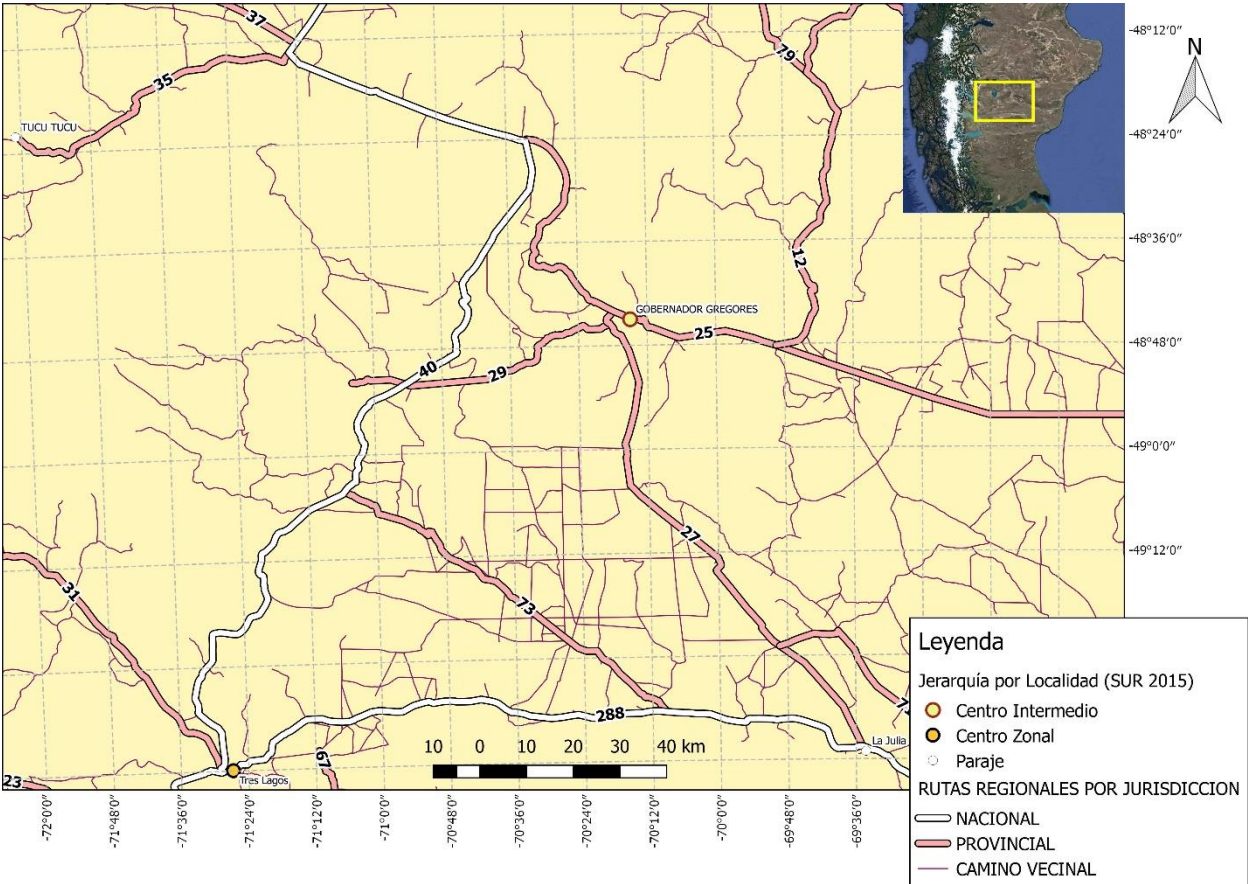 37
79
35
TUCU TUCU
12
GOBERNADOR GREGORES
25
40
29
27
31
73
288
La Julia
67
23
Tres Lagos
10 0 10 20 30 40 km
N
-48°12'0"
-48°24'0"
-48°36'0"
-48°48'0"
-49°0'0"
-49°12'0"
-72°0'0"
-71°48'0"
-71°36'0"
-71°24'0"
-71°12'0"
-71°0'0"
-70°48'0"
-70°36'0"
-70°24'0"
-70°12'0"
-70°0'0"
-69°48'0"
-69°36'0"
Leyenda
Jerarquía por Localidad (SUR 2015)
Centro Intermedio
Centro Zonal
Paraje
RUTAS REGIONALES POR JURISDICCION
NACIONAL
PROVINCIAL
CAMINO VECINAL